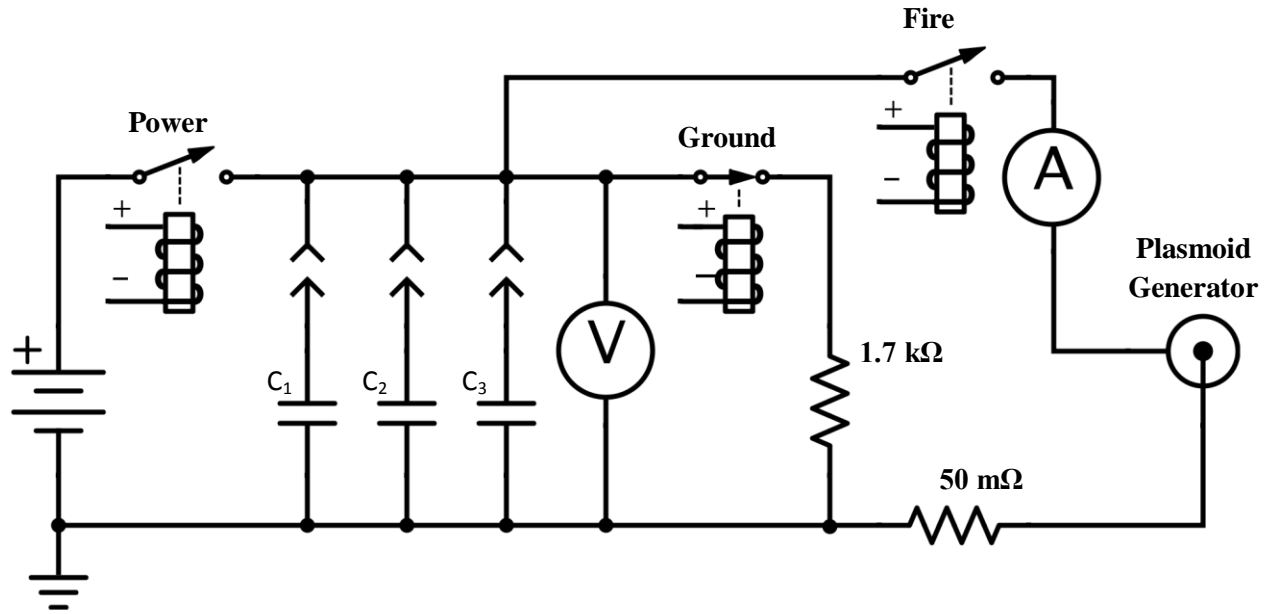 Fire
Power
Ground
+
−
A
+
−
+
−
Plasmoid
Generator
+
V
1.7 kΩ
C₁
C₂
C₃
50 mΩ